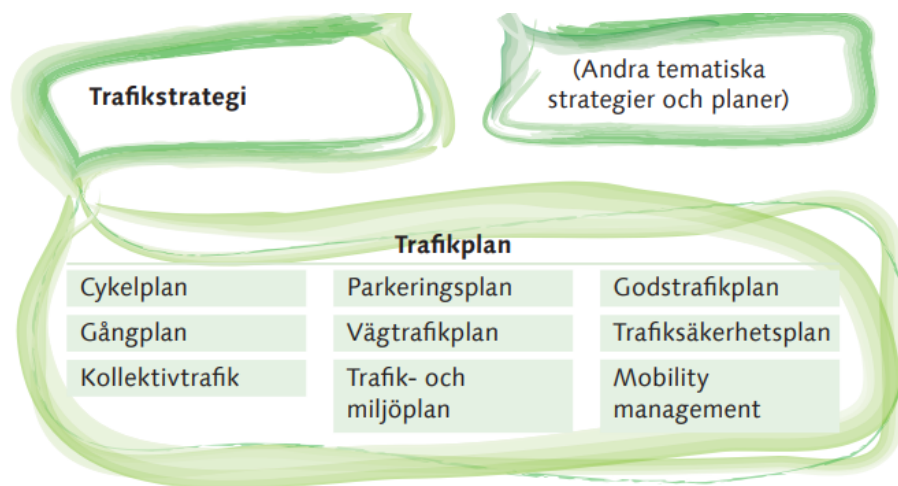 Trafikstrategi
(Andra tematiska
strategier och planer)
Trafikplan
Cykelplan
Parkeringsplan
Godstrafikplan
Gångplan
Vägtrafikplan
Trafiksäkerhetsplan
Kollektivtrafik
Trafik- och
miljöplan
Mobility
management